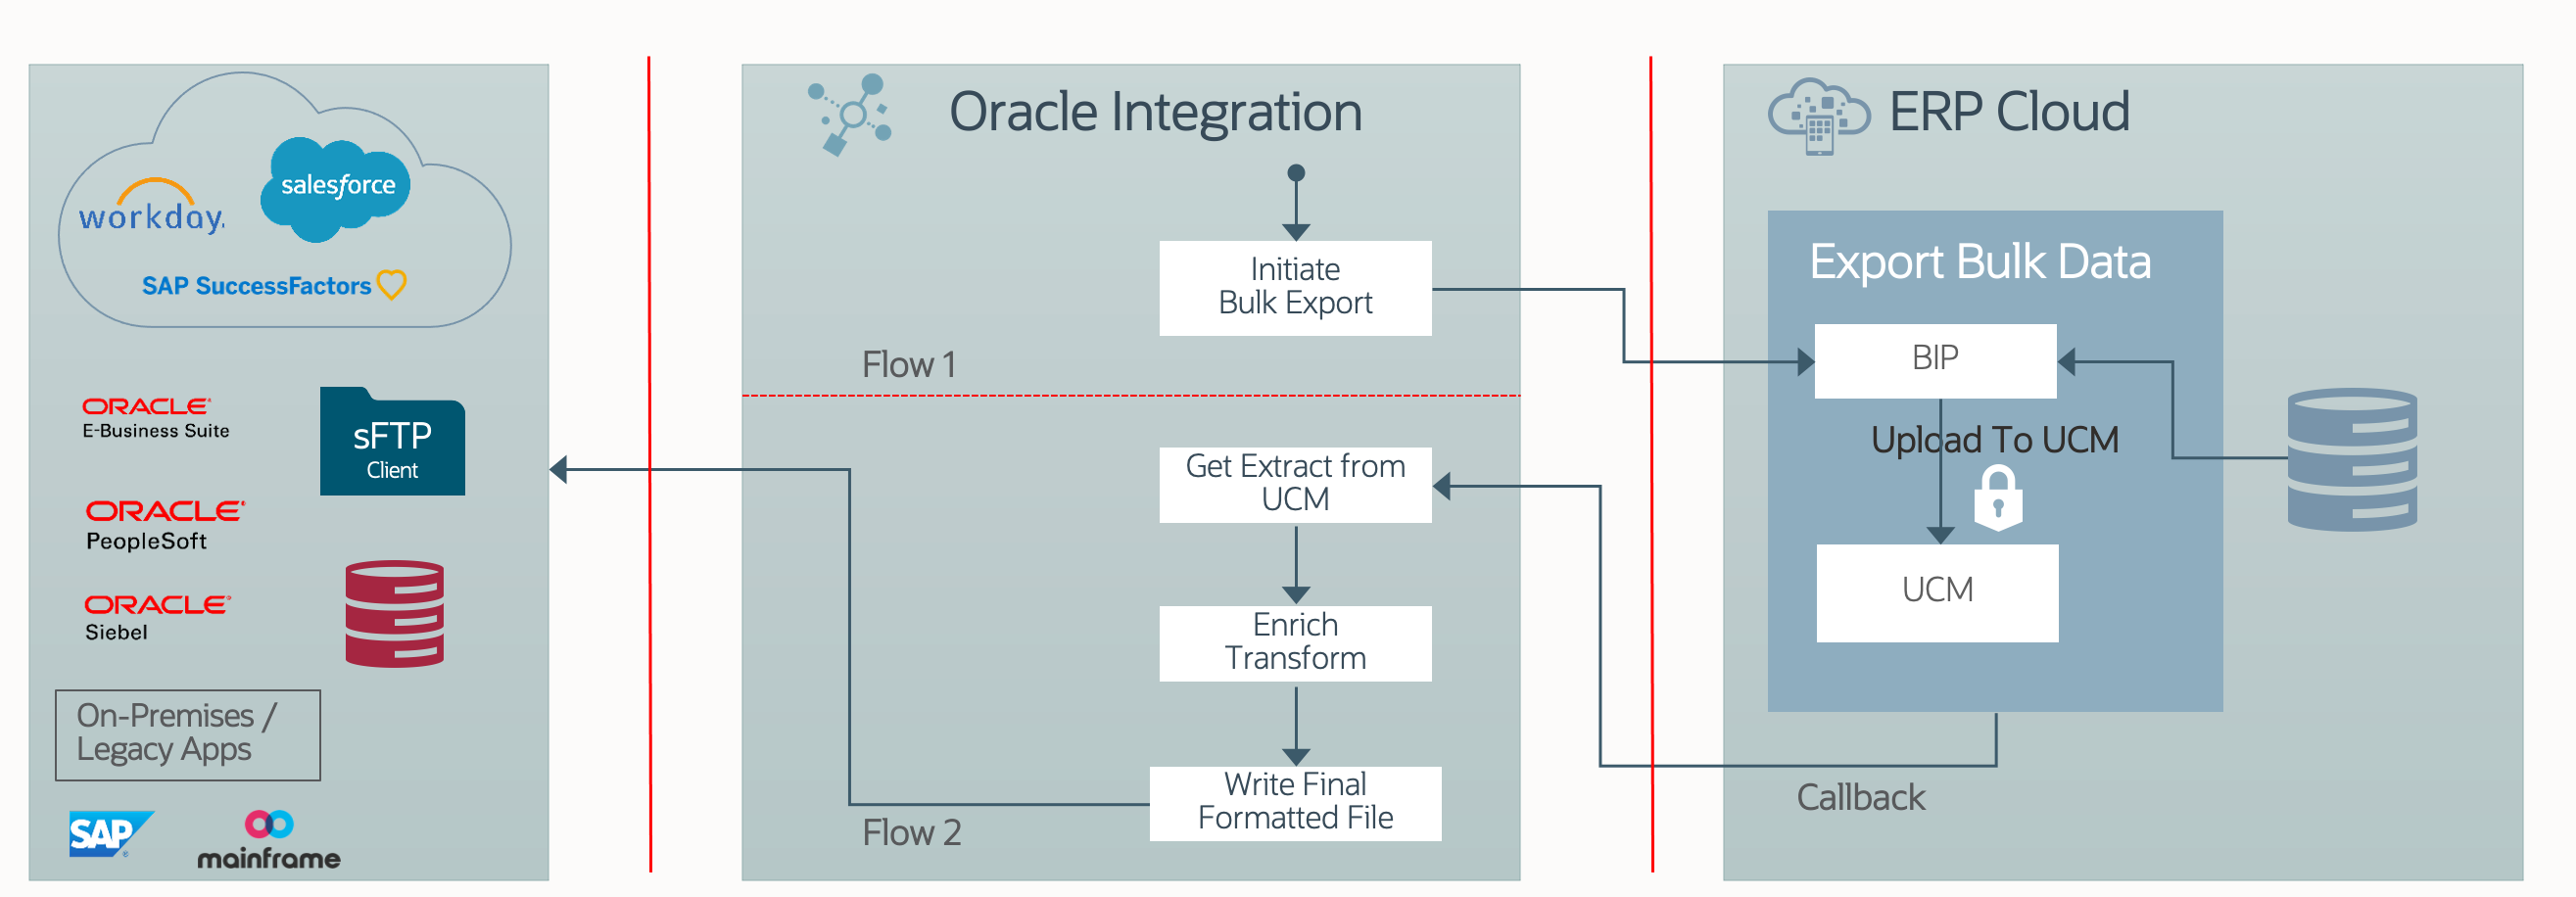 workday.
salesforce
SAP SuccessFactors
ORACLE
E-Business Suite
sFTP
Client
ORACLE
PeopleSoft
ORACLE
Siebel
On-Premises /
Legacy Apps
SAP
mainframe
Oracle Integration
Initiate
Bulk Export
Flow 1
Get Extract from
UCM
Enrich
Transform
Write Final
Formatted File
Flow 2
ERP Cloud
Export Bulk Data
BIP
Upload To UCM
UCM
Callback